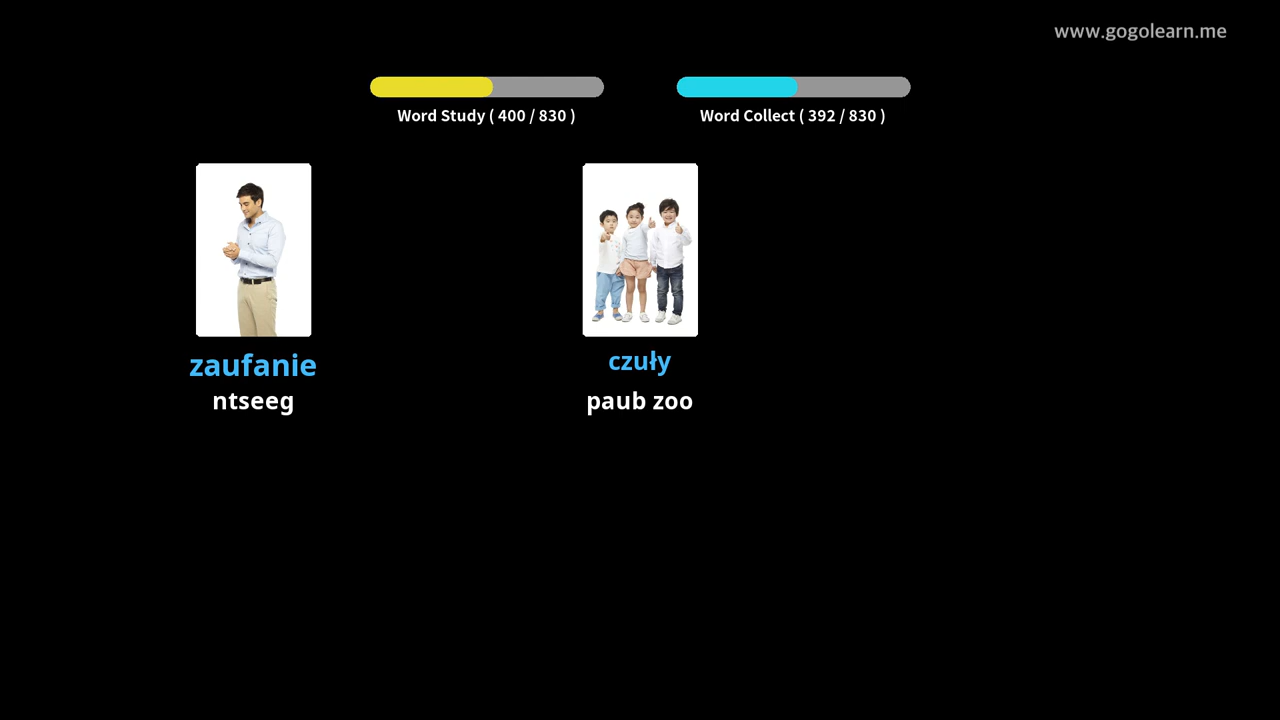 www.gogolearn.me
Word Study ( 400 / 830 )
Word Collect ( 392 / 830 )
zaufanie
ntseeg
czuły
paub zoo